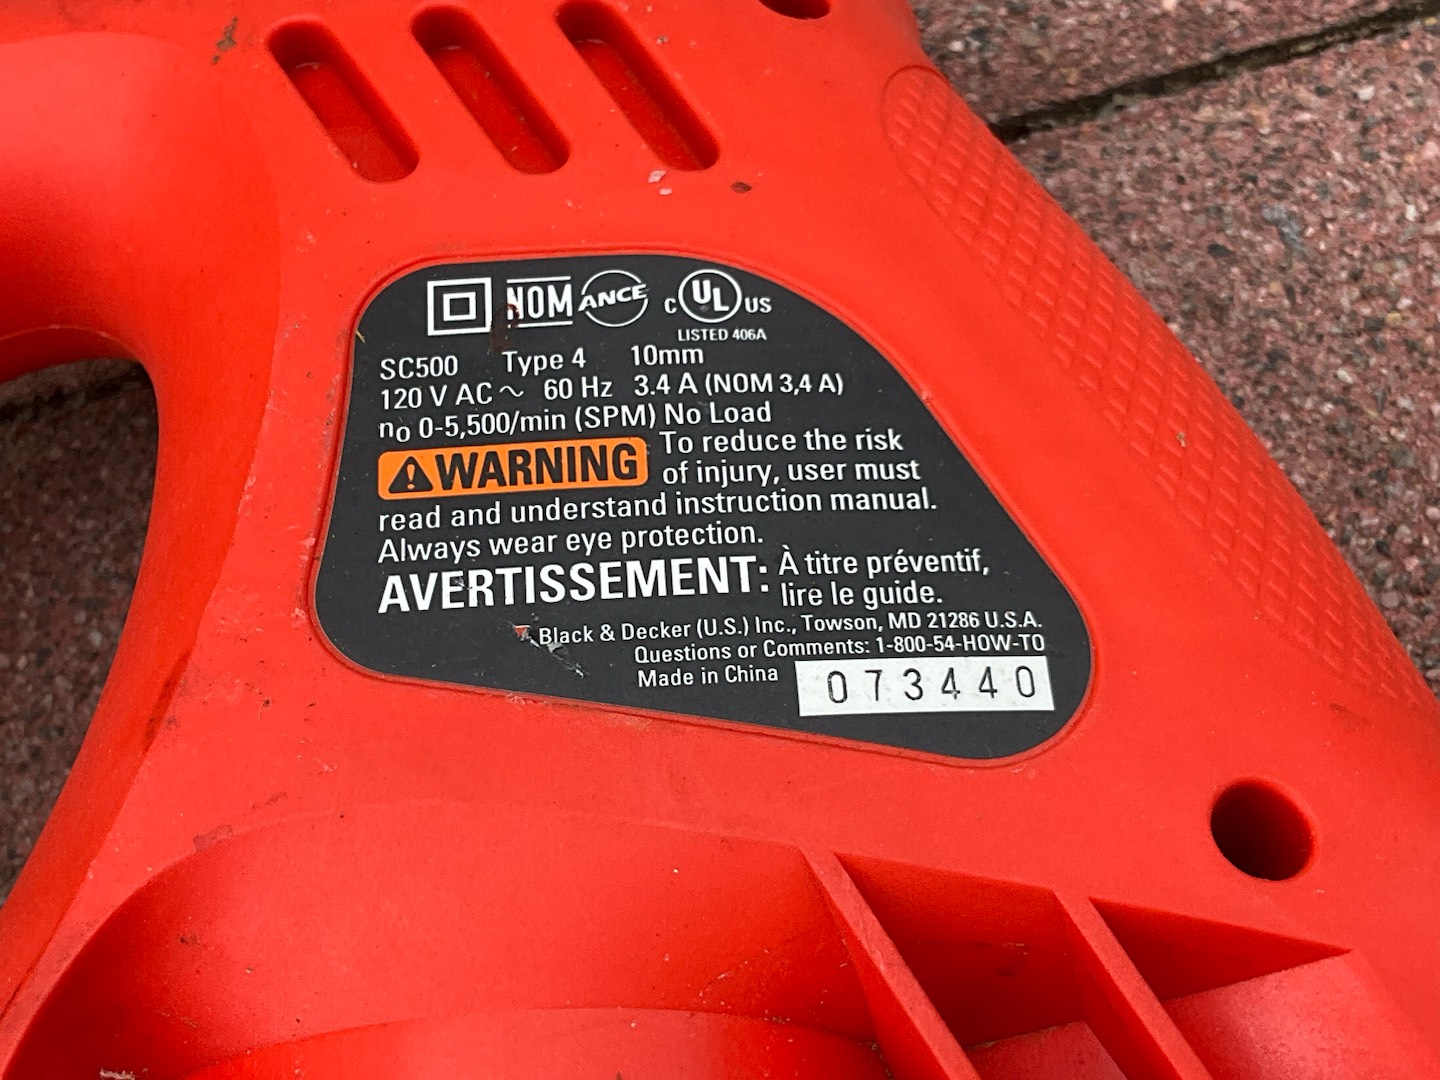 NOM ANCE C UL US
LISTED 406A
SC500 Type 4 10mm
120 V AC ~ 60 Hz 3.4 A (NOM 3,4 A)
no 0-5,500/min (SPM) No Load
WARNING To reduce the risk
of injury, user must
read and understand instruction manual.
Always wear eye protection.
AVERTISSEMENT: À titre préventif,
lire le guide.
Black & Decker (U.S.) Inc., Towson, MD 21286 U.S.A.
Questions or Comments: 1-800-54-HOW-TO
Made in China 073440